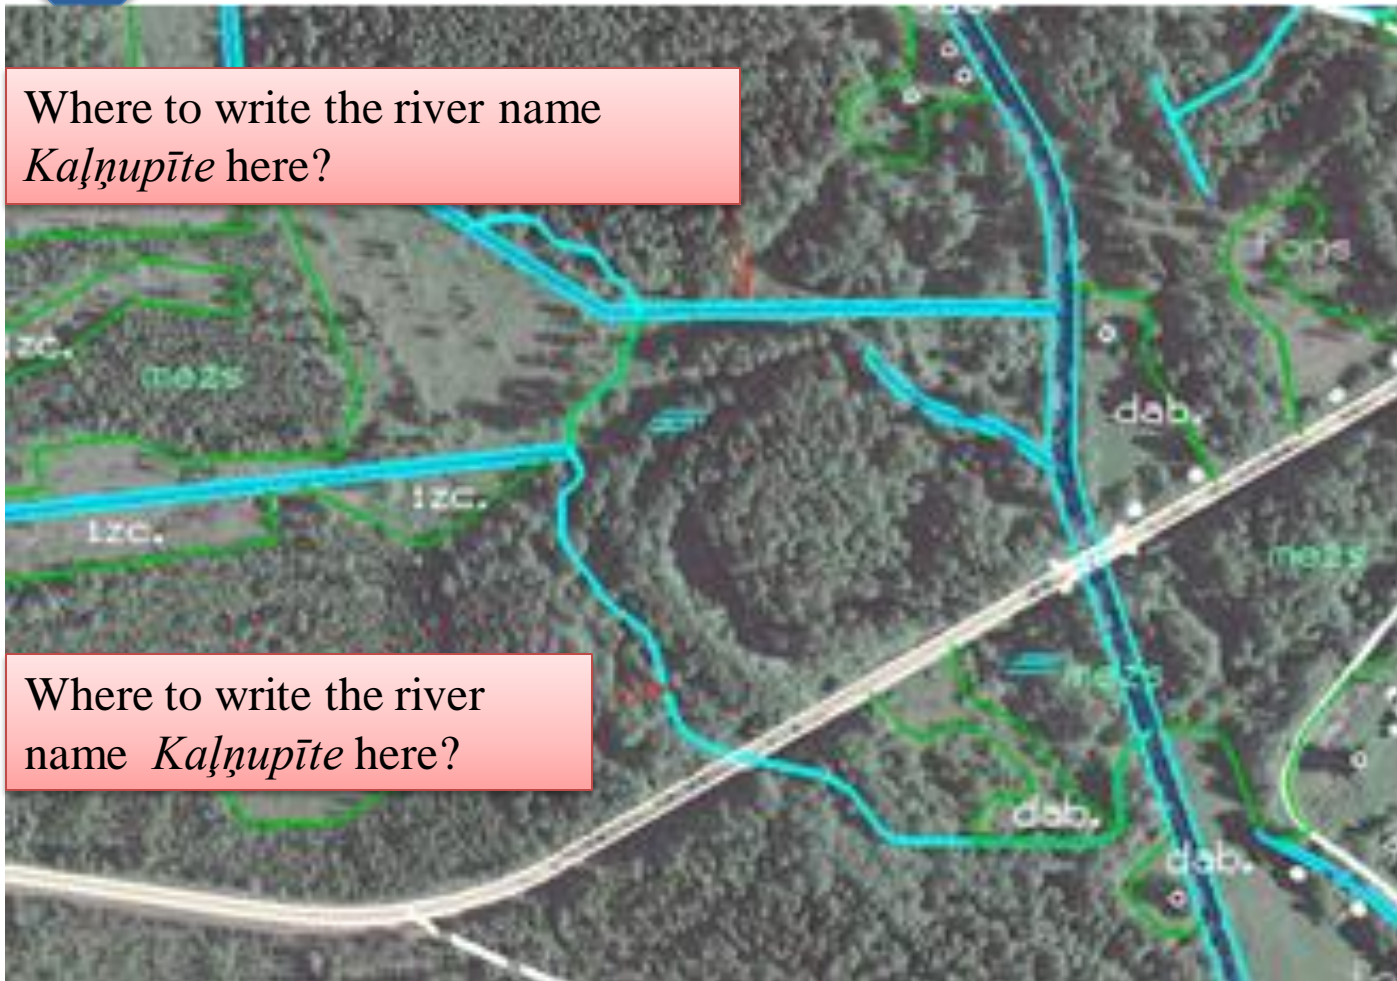 Where to write the river name
Kaļņupīte here?
izc.
mežs
dab.
izc.
izc.
mežs
Where to write the river
name Kaļņupīte here?
mežs
dab.
dab.